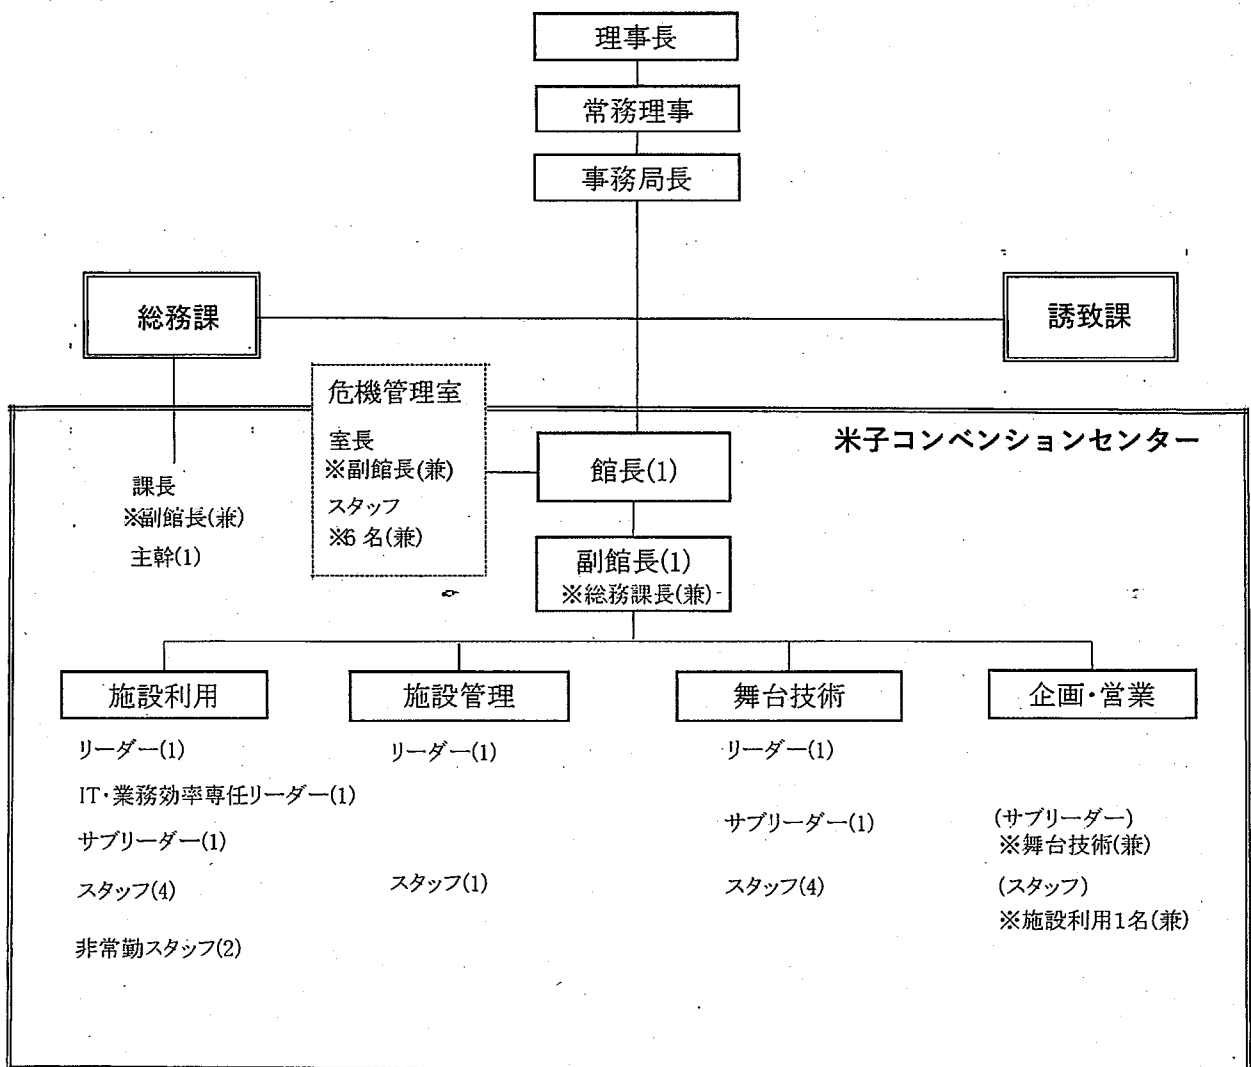 理事長
常務理事
事務局長
総務課
誘致課
危機管理室
室長
※副館長(兼)
スタッフ
※6 名(兼)
米子コンベンションセンター
課長
※副館長(兼)
主幹(1)
館長(1)
副館長(1)
※総務課長(兼)
施設利用
リーダー(1)
IT・業務効率専任リーダー(1)
サブリーダー(1)
スタッフ(4)
非常勤スタッフ(2)
施設管理
リーダー(1)
スタッフ(1)
舞台技術
リーダー(1)
サブリーダー(1)
スタッフ(4)
企画・営業
(サブリーダー)
※舞台技術(兼)
(スタッフ)
※施設利用1名(兼)